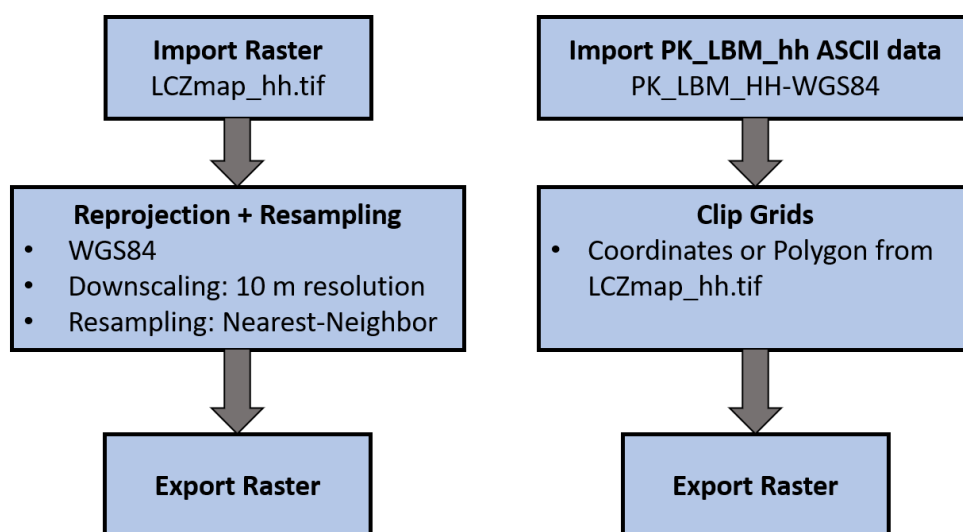 Import Raster
LCZmap_hh.tif
Reprojection + Resampling
• WGS84
• Downscaling: 10 m resolution
• Resampling: Nearest-Neighbor
Export Raster
Import PK_LBM_hh ASCII data
PK_LBM_HH-WGS84
Clip Grids
• Coordinates or Polygon from
LCZmap_hh.tif
Export Raster